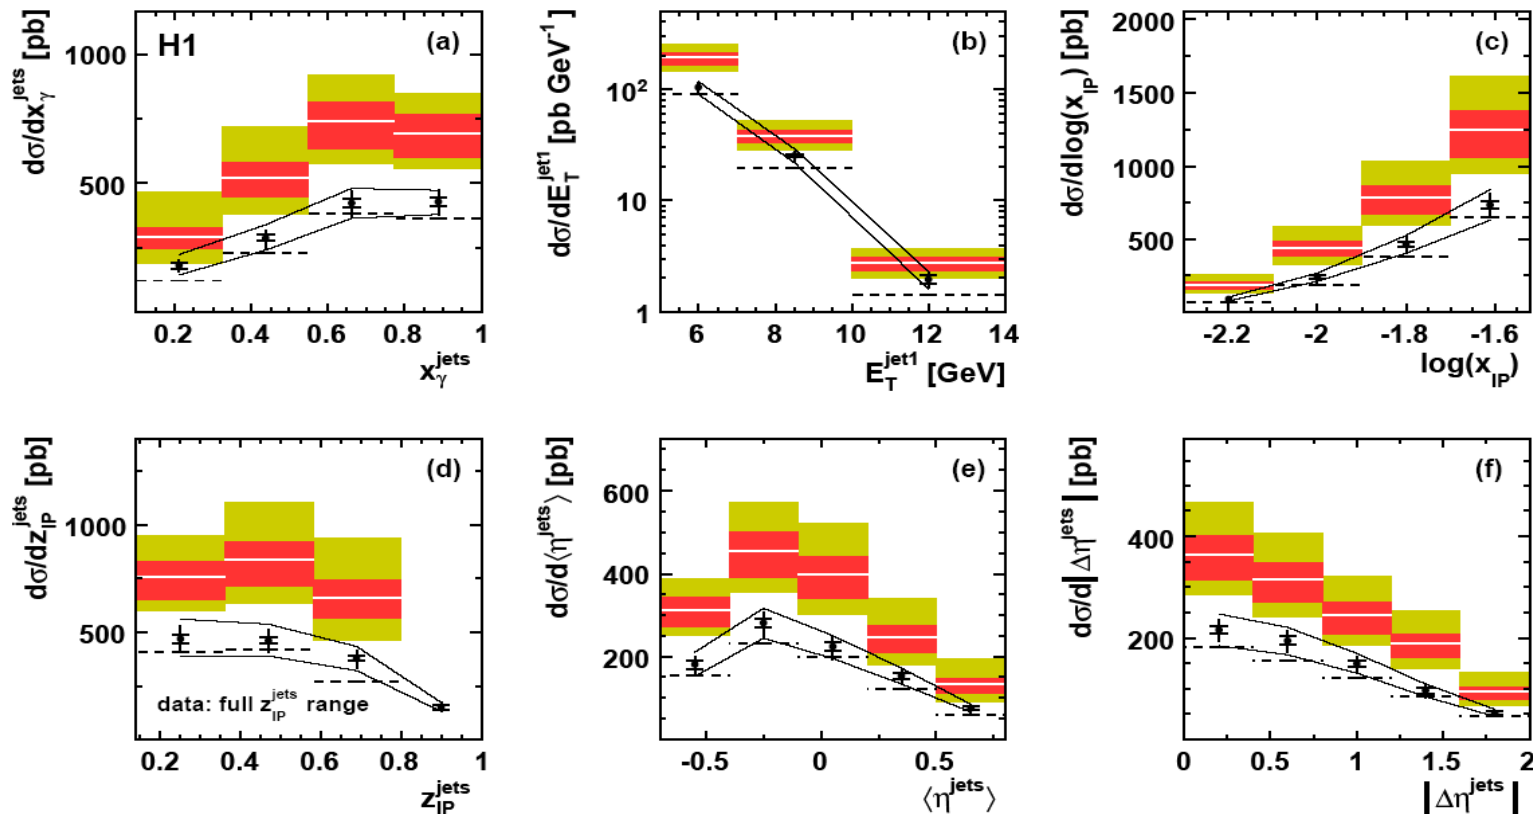 dσ/dx_γ^jets [pb]
H1
(a)
1000
500
0.2 0.4 0.6 0.8 1
x_γ^jets
dσ/dE_T^jet1 [pb GeV⁻¹]
(b)
10²
10
1
6 8 10 12 14
E_T^jet1 [GeV]
dσ/dlog(x_IP) [pb]
(c)
2000
1500
1000
500
-2.2 -2 -1.8 -1.6
log(x_IP)
dσ/dz_IP^jets [pb]
(d)
1000
500
data: full z_IP^jets range
0.2 0.4 0.6 0.8 1
z_IP^jets
dσ/d⟨η^jets⟩ [pb]
(e)
600
400
200
-0.5 0 0.5
⟨η^jets⟩
dσ/d|Δη^jets| [pb]
(f)
400
200
0 0.5 1 1.5 2
|Δη^jets|